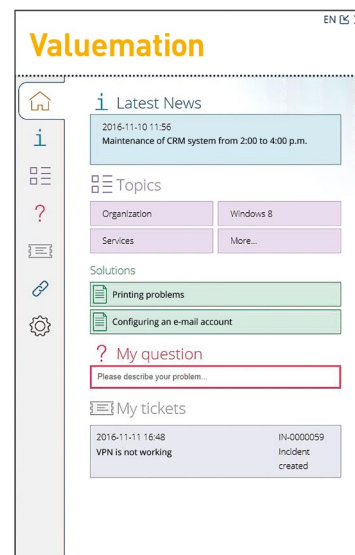 EN
Valuemation
i Latest News
2016-11-10 11:56
Maintenance of CRM system from 2:00 to 4:00 p.m.
i
Topics
Organization
Windows 8
Services
More...
?
Solutions
Printing problems
Configuring an e-mail account
? My question
Please describe your problem...
My tickets
2016-11-11 16:48
IN-0000059
VPN is not working
Incident
created